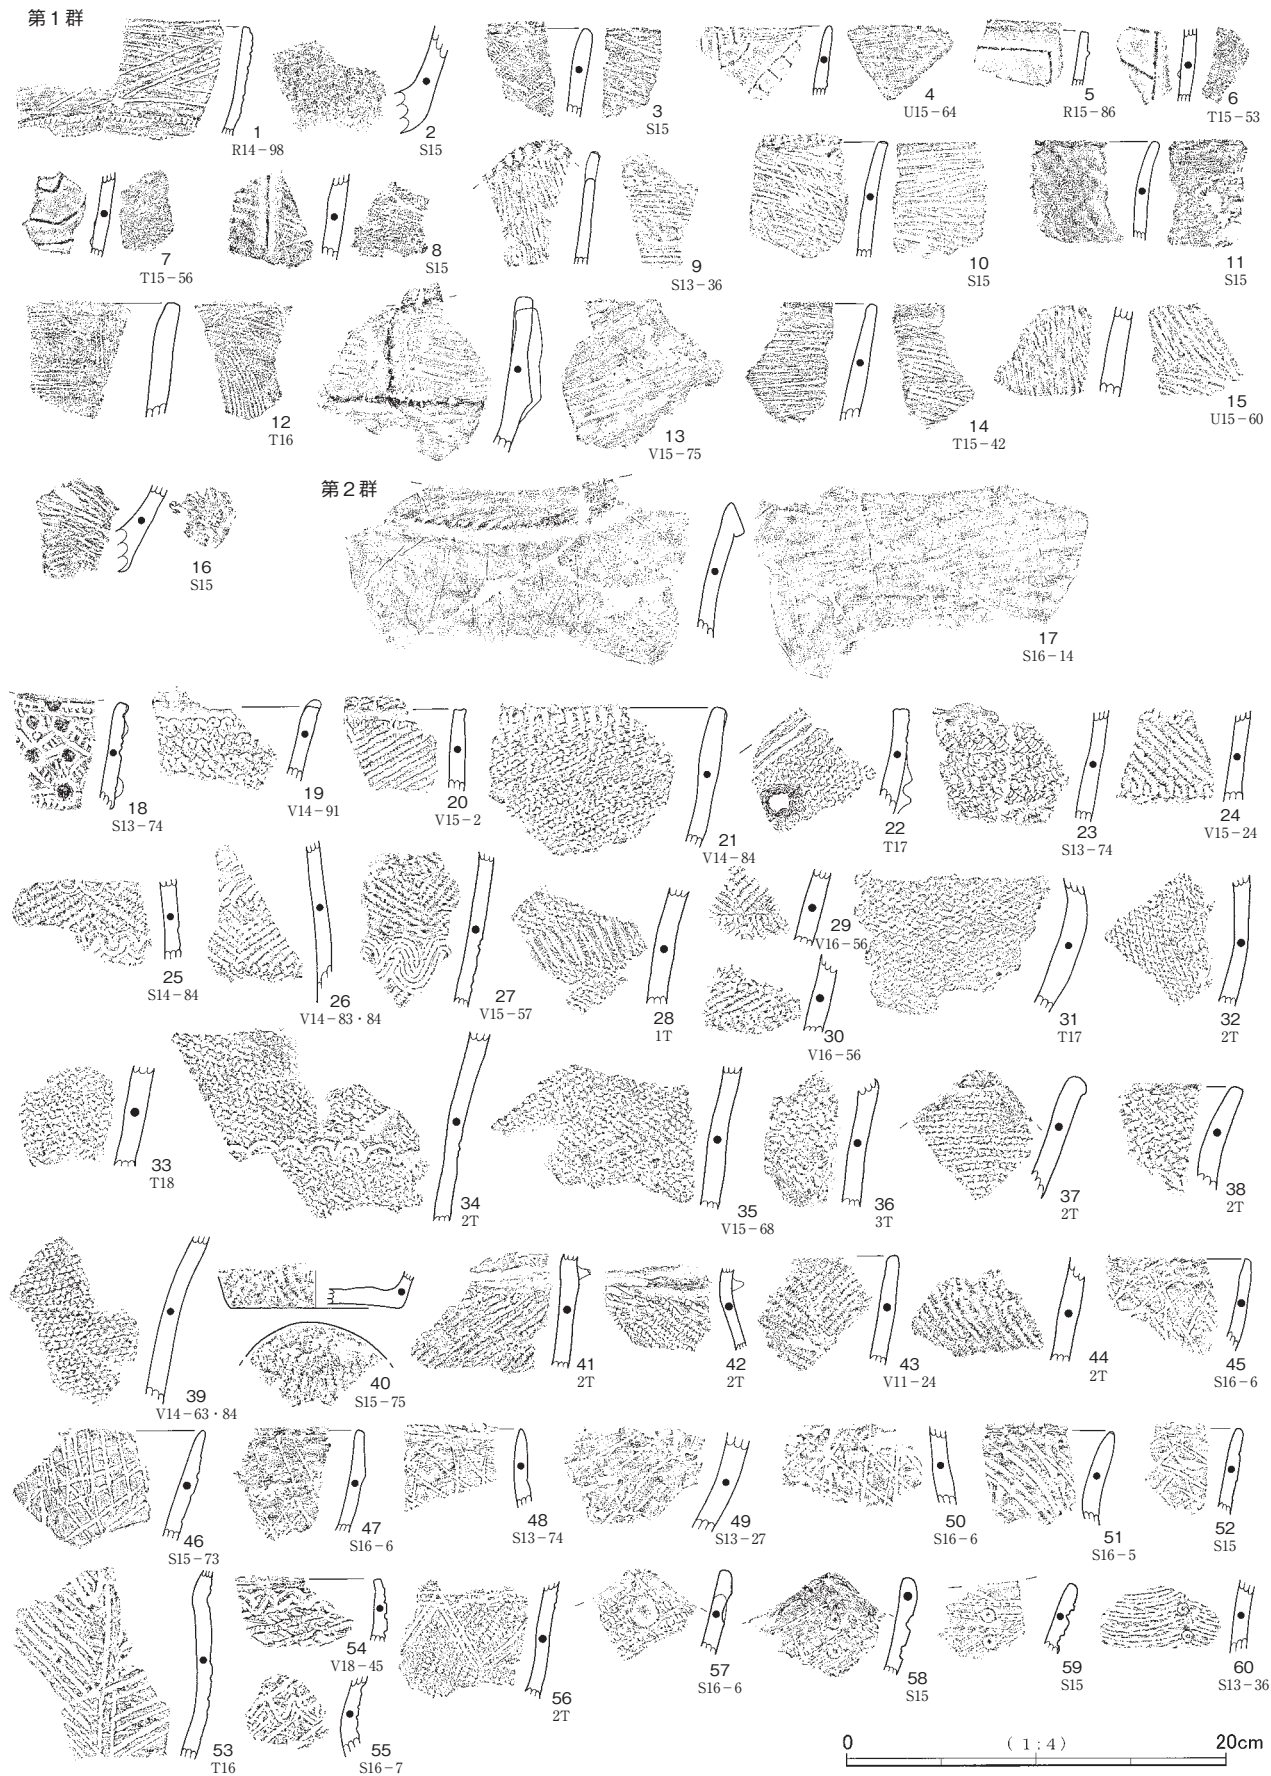 第1群
1
R14-98
2
S15
3
S15
4
U15-64
5
R15-86
6
T15-53
7
T15-56
8
S15
9
S13-36
10
S15
11
S15
12
T16
13
V15-75
14
T15-42
15
U15-60
16
S15
第2群
17
S16-14
18
S13-74
19
V14-91
20
V15-2
21
V14-84
22
T17
23
S13-74
24
V15-24
25
S14-84
26
V14-83・84
27
V15-57
28
1T
29
V16-56
30
V16-56
31
T17
32
2T
33
T18
34
2T
35
V15-68
36
3T
37
2T
38
2T
39
V14-63・84
40
S15-75
41
2T
42
2T
43
V11-24
44
2T
45
S16-6
46
S15-73
47
S16-6
48
S13-74
49
S13-27
50
S16-6
51
S16-5
52
S15
53
T16
54
V18-45
55
S16-7
56
2T
57
S16-6
58
S15
59
S15
60
S13-36
0 (1:4) 20cm